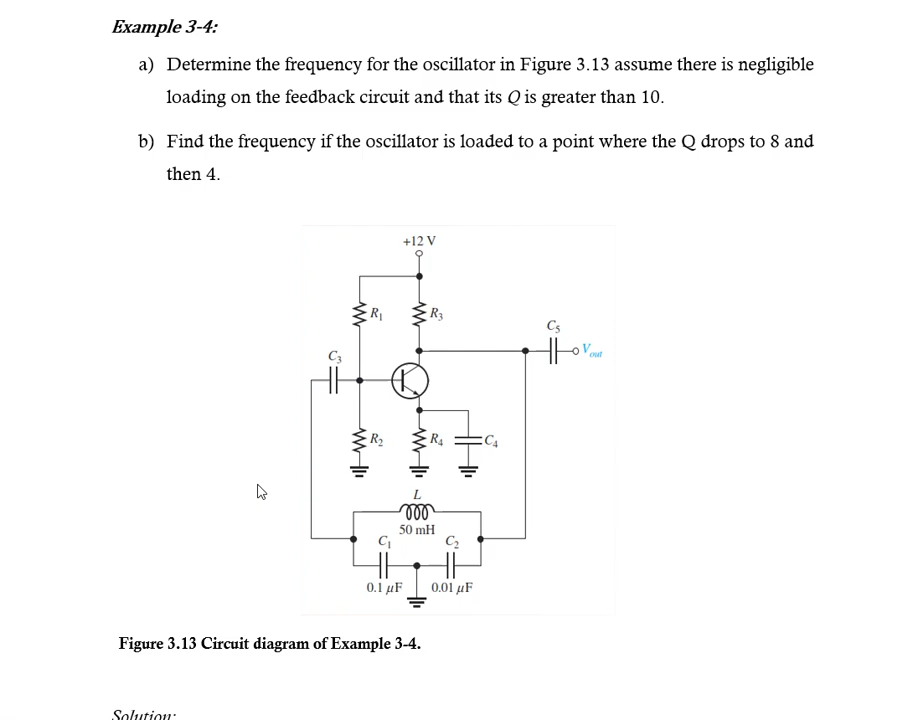 Example 3-4:
a) Determine the frequency for the oscillator in Figure 3.13 assume there is negligible
loading on the feedback circuit and that its Q is greater than 10.
b) Find the frequency if the oscillator is loaded to a point where the Q drops to 8 and
then 4.
+12 V
R1
R3
C5
Vout
C3
R2
R4
C4
L
50 mH
C1
C2
0.1 μF
0.01 μF
Figure 3.13 Circuit diagram of Example 3-4.
Solution: